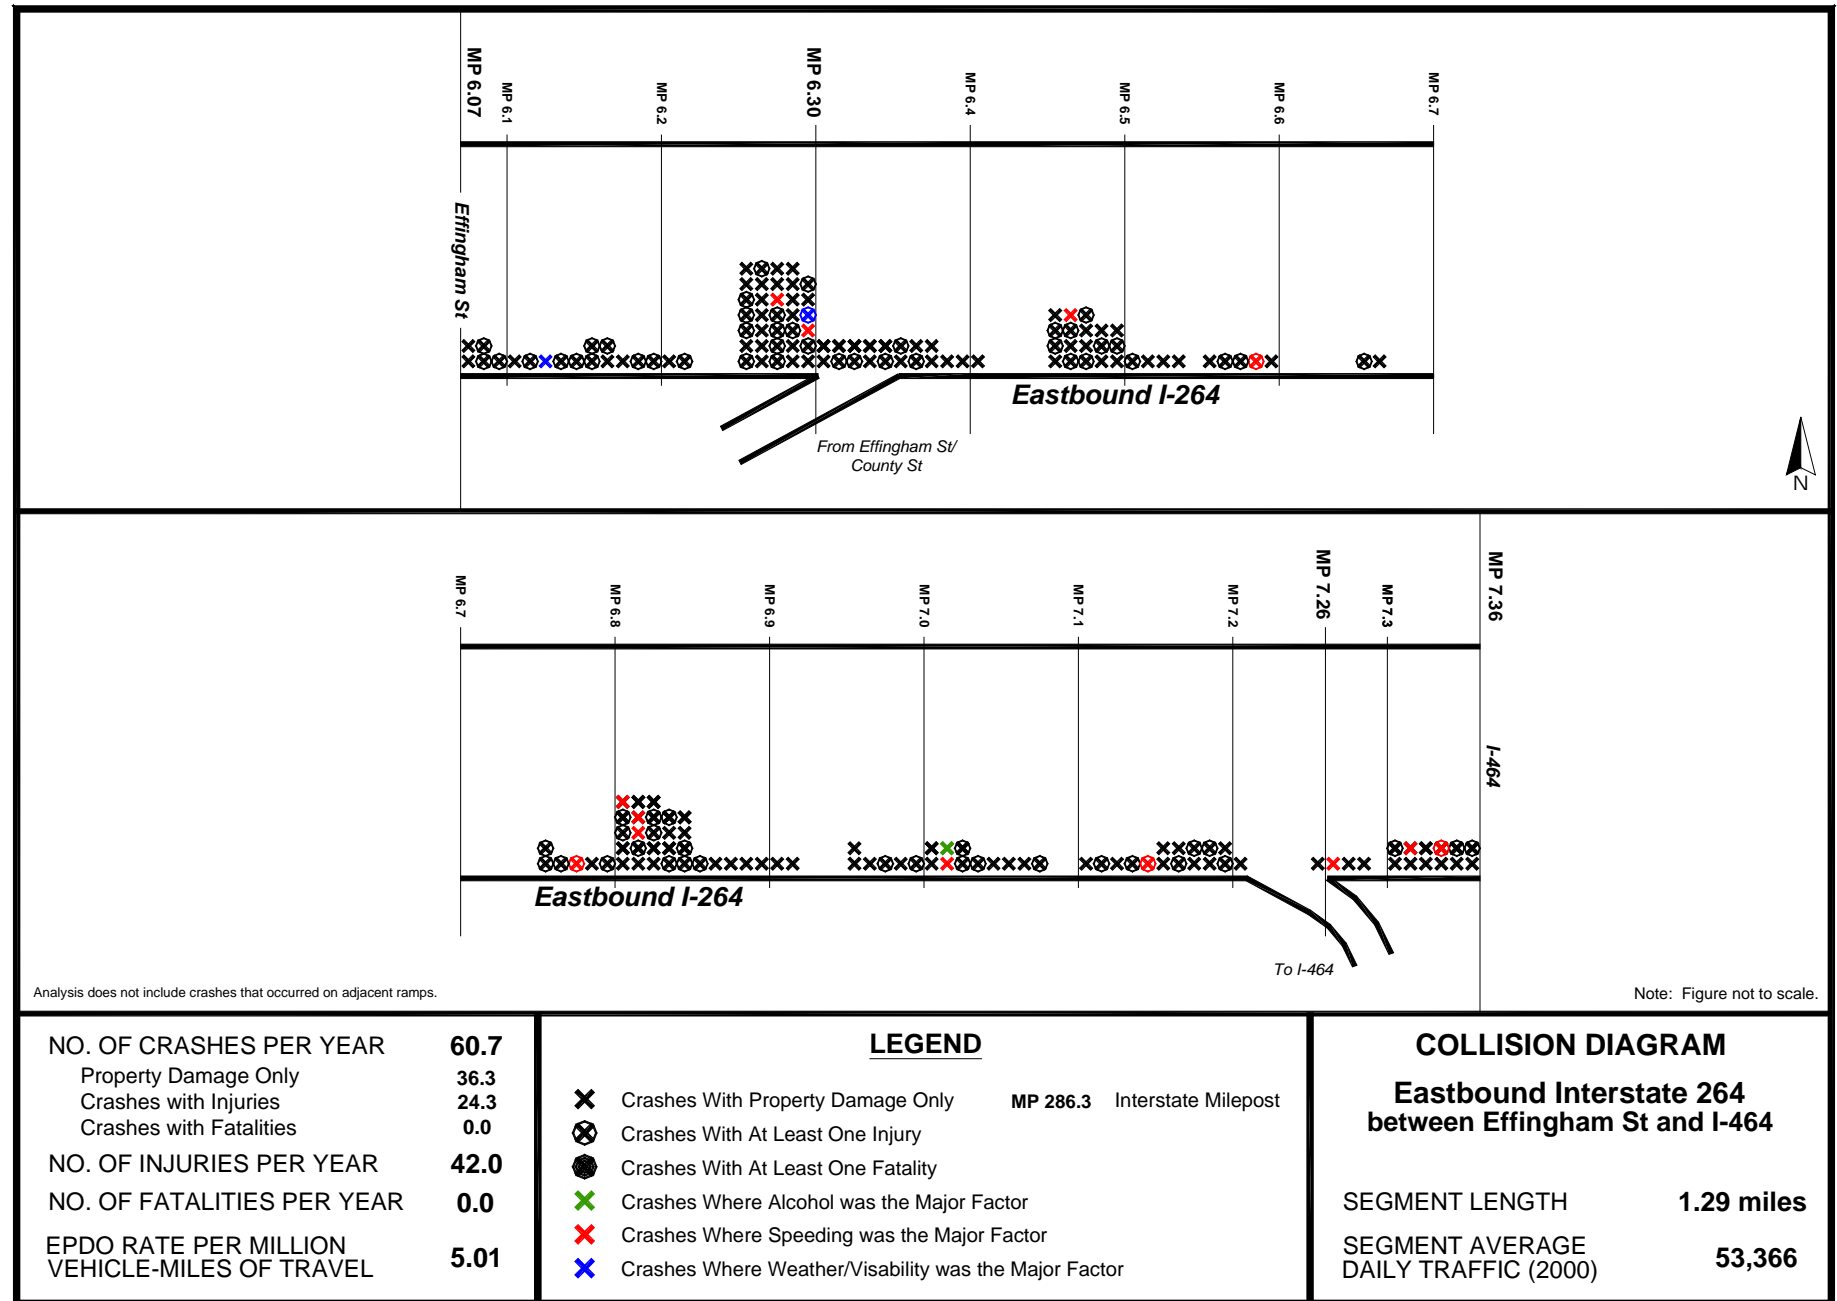 MP 6.07
MP 6.1
MP 6.2
MP 6.30
MP 6.4
MP 6.5
MP 6.6
MP 6.7
Effingham St
Eastbound I-264
From Effingham St/
County St
N
MP 6.7
MP 6.8
MP 6.9
MP 7.0
MP 7.1
MP 7.2
MP 7.26
MP 7.3
MP 7.36
I-464
Eastbound I-264
To I-464
Analysis does not include crashes that occurred on adjacent ramps.
Note: Figure not to scale.
NO. OF CRASHES PER YEAR 60.7
Property Damage Only 36.3
Crashes with Injuries 24.3
Crashes with Fatalities 0.0
NO. OF INJURIES PER YEAR 42.0
NO. OF FATALITIES PER YEAR 0.0
EPDO RATE PER MILLION
VEHICLE-MILES OF TRAVEL 5.01
LEGEND
Crashes With Property Damage Only MP 286.3 Interstate Milepost
Crashes With At Least One Injury
Crashes With At Least One Fatality
Crashes Where Alcohol was the Major Factor
Crashes Where Speeding was the Major Factor
Crashes Where Weather/Visability was the Major Factor
COLLISION DIAGRAM
Eastbound Interstate 264
between Effingham St and I-464
SEGMENT LENGTH 1.29 miles
SEGMENT AVERAGE
DAILY TRAFFIC (2000) 53,366